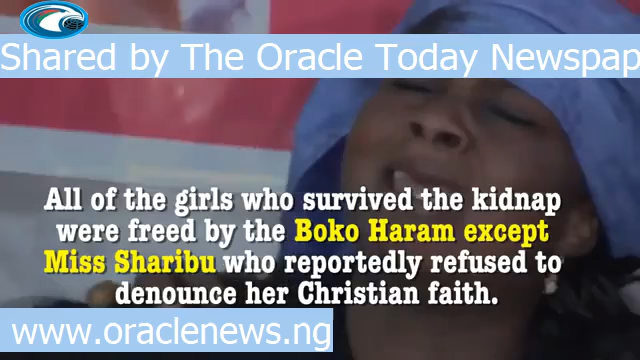 Shared by The Oracle Today Newspap
All of the girls who survived the kidnap
were freed by the Boko Haram except
Miss Sharibu who reportedly refused to
denounce her Christian faith.
www.oraclenews.ng